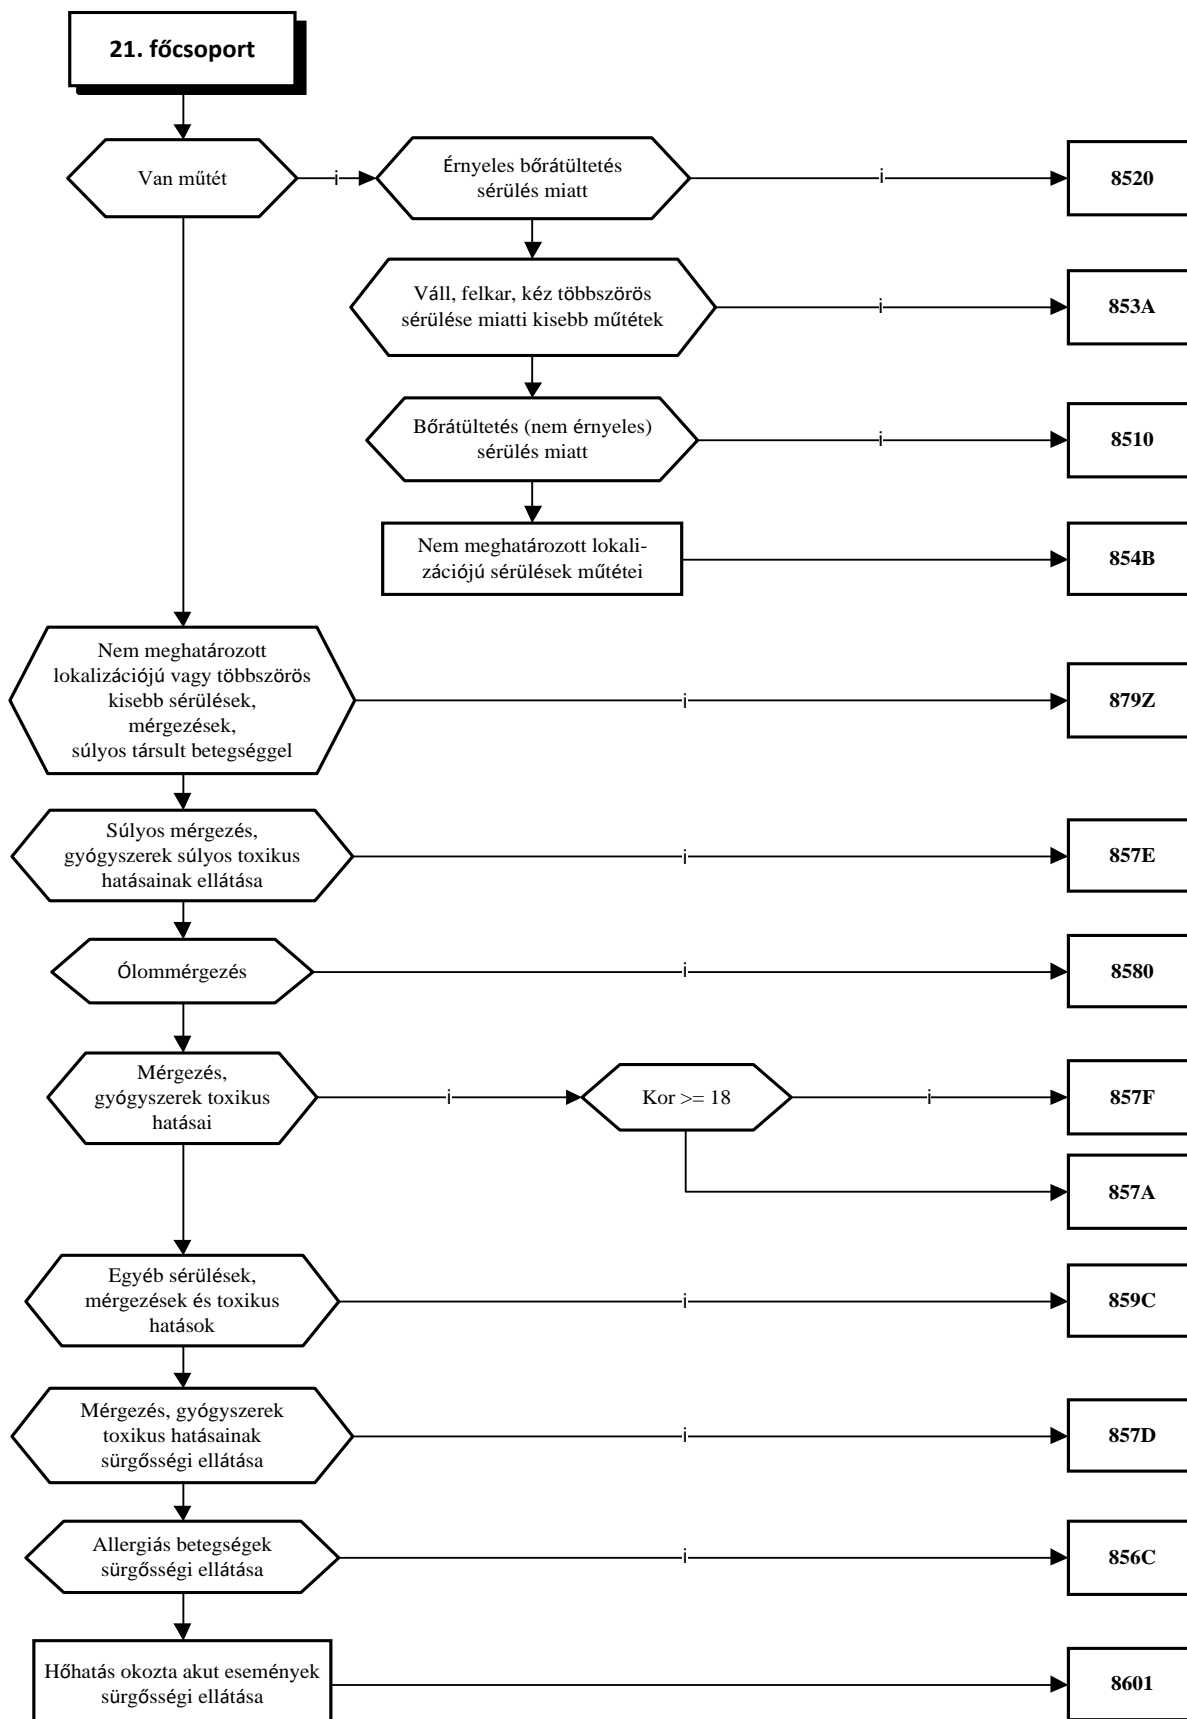 21. főcsoport
Van műtét
i
Érnyeles bőrátültetés
sérülés miatt
i
8520
Váll, felkar, kéz többszörös
sérülése miatti kisebb műtétek
i
853A
Bőrátültetés (nem érnyeles)
sérülés miatt
i
8510
Nem meghatározott lokali-
zációjú sérülések műtétei
854B
Nem meghatározott
lokalizációjú vagy többszörös
kisebb sérülések,
mérgezések,
súlyos társult betegséggel
i
879Z
Súlyos mérgezés,
gyógyszerek súlyos toxikus
hatásainak ellátása
i
857E
Ólommérgezés
i
8580
Mérgezés,
gyógyszerek toxikus
hatásai
i
Kor >= 18
i
857F
857A
Egyéb sérülések,
mérgezések és toxikus
hatások
i
859C
Mérgezés, gyógyszerek
toxikus hatásainak
sürgősségi ellátása
i
857D
Allergiás betegségek
sürgősségi ellátása
i
856C
Hőhatás okozta akut események
sürgősségi ellátása
8601